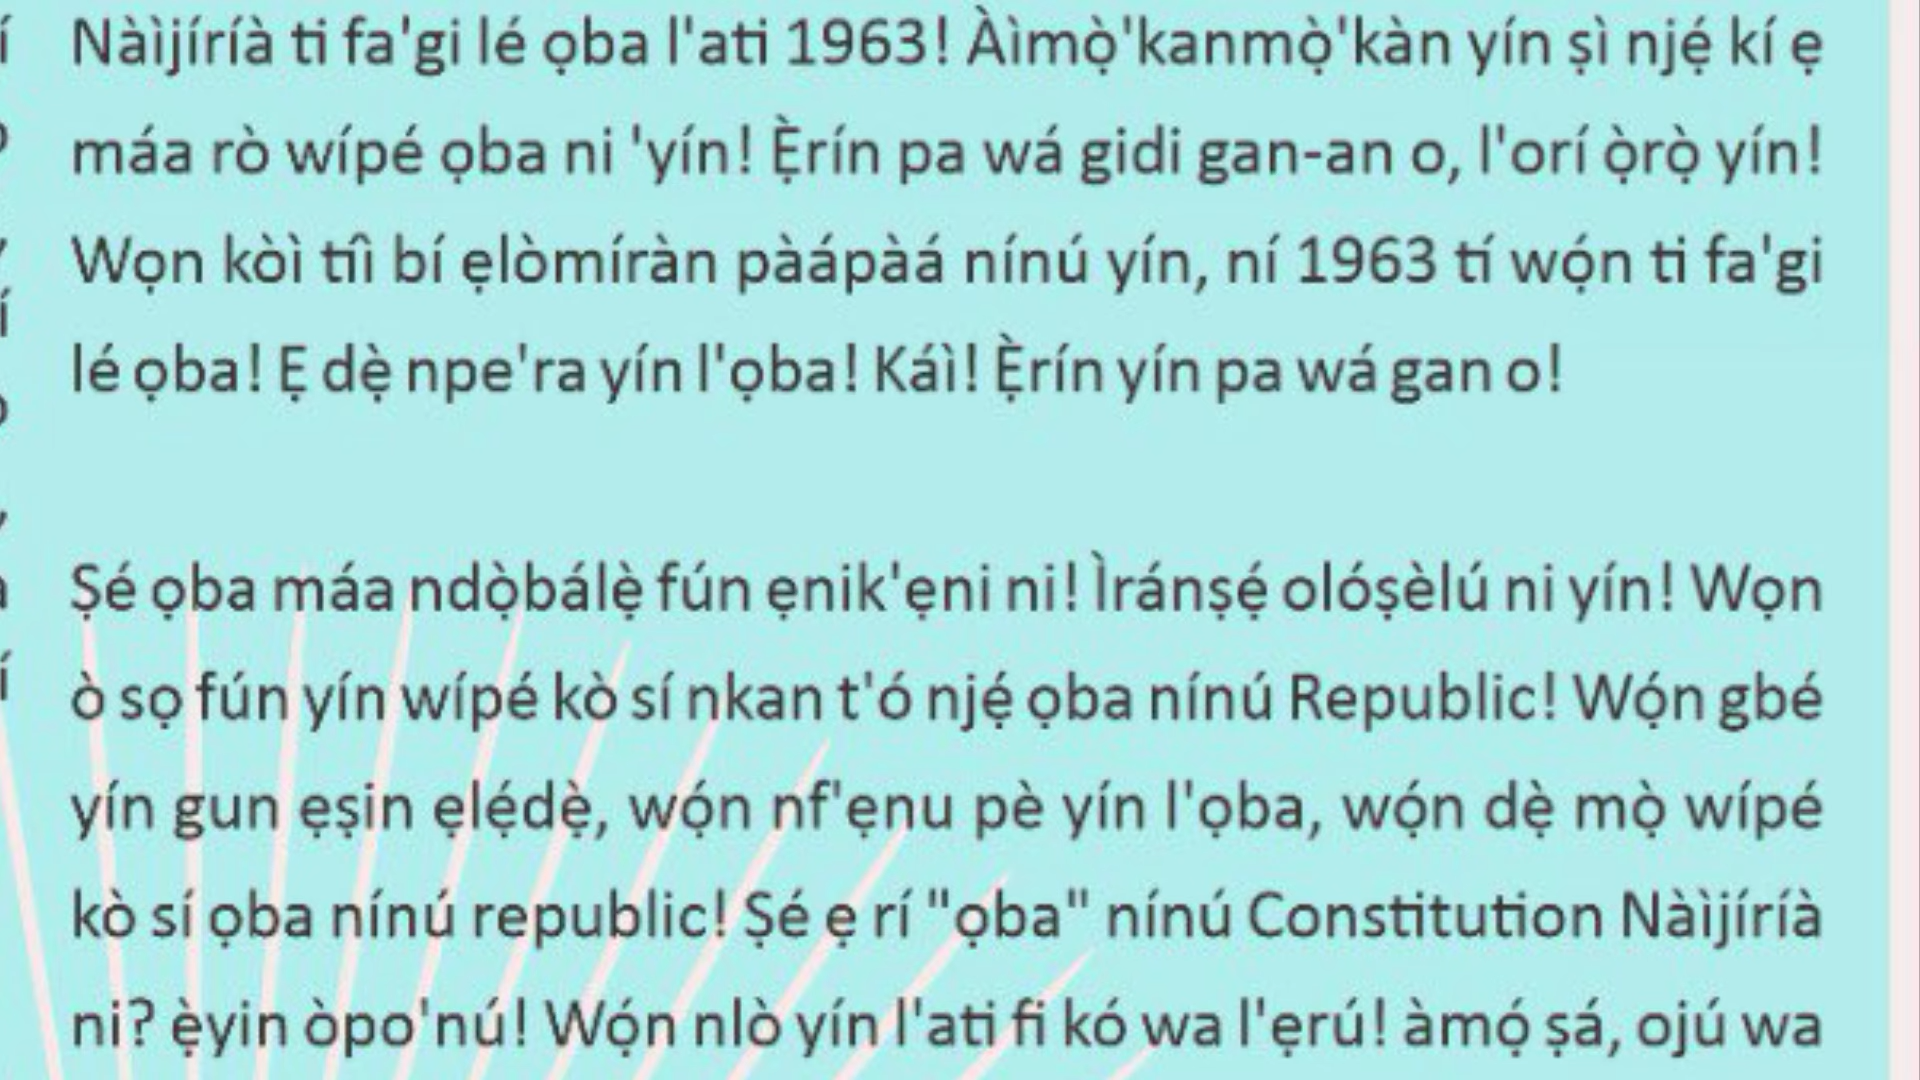 Nàìjíríà ti fa'gi lé ọba l'ati 1963! Àìmọ̀'kanmọ̀'kàn yín ṣì njẹ́ kí ẹ
máa rò wípé ọba ni 'yín! Ẹ̀rín pa wá gidi gan-an o, l'orí ọ̀rọ̀ yín!
Wọn kòì tîì bí ẹlòmíràn pàápàá nínú yín, ní 1963 tí wọ́n ti fa'gi
lé ọba! Ẹ dẹ̀ npe'ra yín l'ọba! Káì! Ẹ̀rín yín pa wá gan o!
Ṣé ọba máa ndọ̀bálẹ̀ fún ẹnik'ẹni ni! Ìránṣẹ́ olóṣèlú ni yín! Wọn
ò sọ fún yín wípé kò sí nkan t'ó njẹ́ ọba nínú Republic! Wọ́n gbé
yín gun ẹṣin ẹlẹ́dẹ̀, wọ́n nf'ẹnu pè yín l'ọba, wọ́n dẹ̀ mọ̀ wípé
kò sí ọba nínú republic! Ṣé ẹ rí "ọba" nínú Constitution Nàìjíríà
ni? ẹ̀yin òpo'nú! Wọ́n nlò yín l'ati fi kó wa l'ẹrú! àmọ́ ṣá, ojú wa